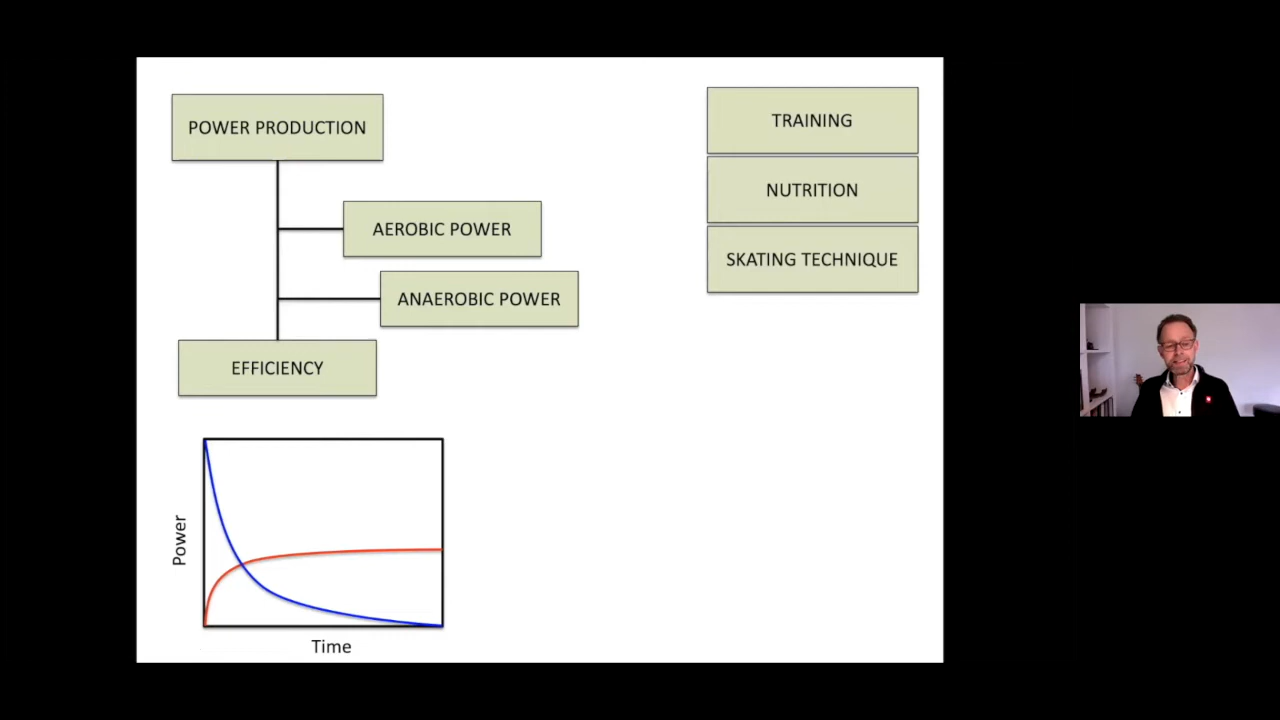 POWER PRODUCTION
AEROBIC POWER
ANAEROBIC POWER
EFFICIENCY
TRAINING
NUTRITION
SKATING TECHNIQUE
Power
Time